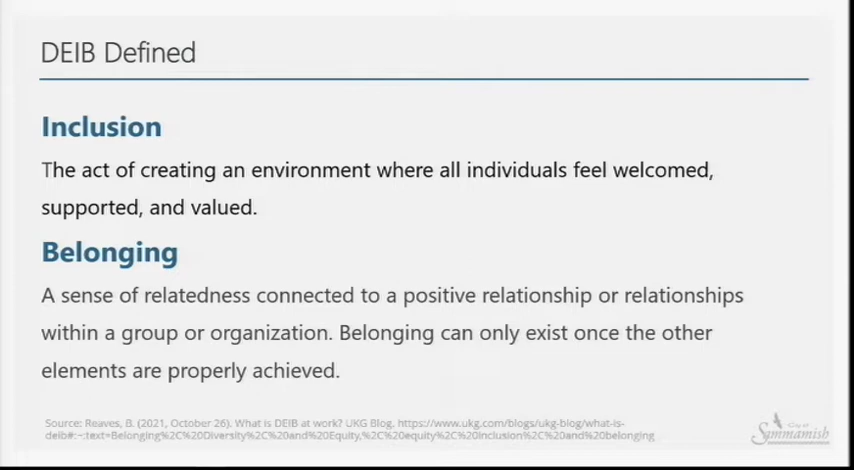 DEIB Defined
Inclusion
The act of creating an environment where all individuals feel welcomed,
supported, and valued.
Belonging
A sense of relatedness connected to a positive relationship or relationships
within a group or organization. Belonging can only exist once the other
elements are properly achieved.
Source: Reaves, B. (2021, October 26). What is DEIB at work? UKG Blog. https://www.ukg.com/blogs/ukg-blog/what-is-
deib#:~:text=Belonging%2C%20Diversity%2C%20and%20Equity,%2C%20equity%2C%20inclusion%2C%20and%20belonging
City of
Sammamish